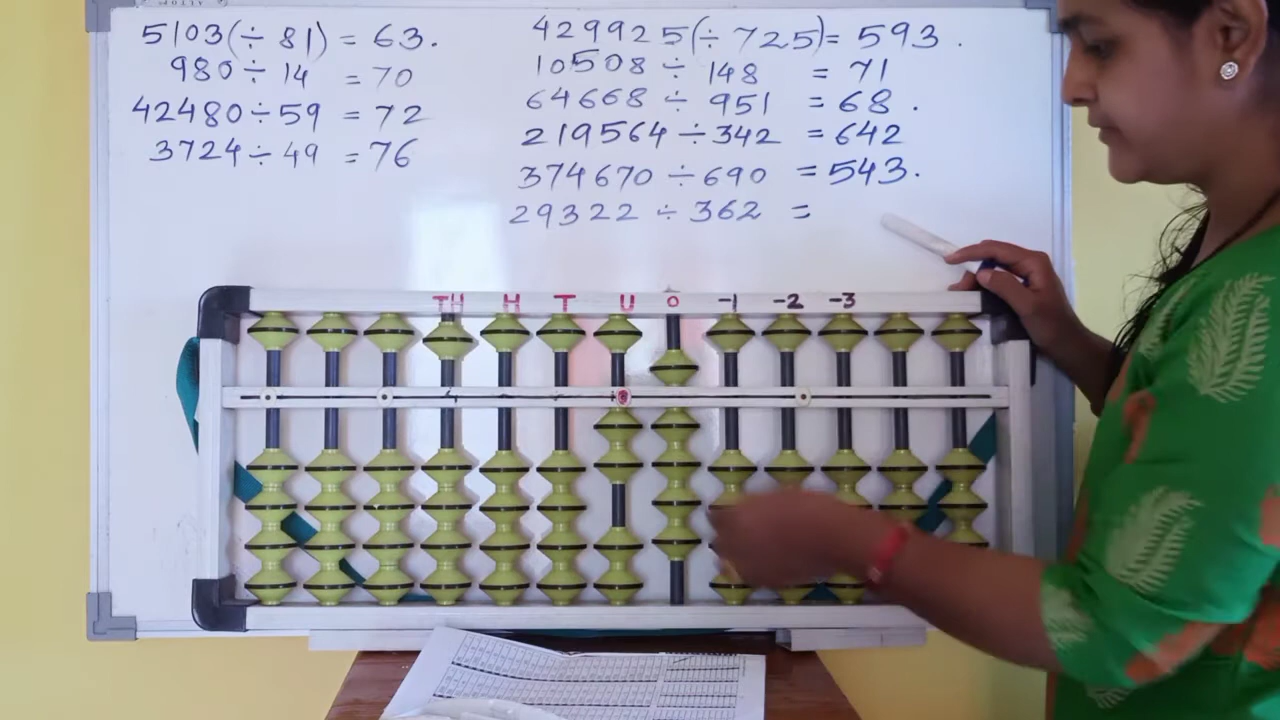 5103(÷ 81) = 63.
980 ÷ 14 = 70
42480 ÷ 59 = 72
3724 ÷ 49 = 76
429925(÷ 725) = 593.
10508 ÷ 148 = 71
64668 ÷ 951 = 68.
219564 ÷ 342 = 642
374670 ÷ 690 = 543.
29322 ÷ 362 =
TH H T U 0 -1 -2 -3